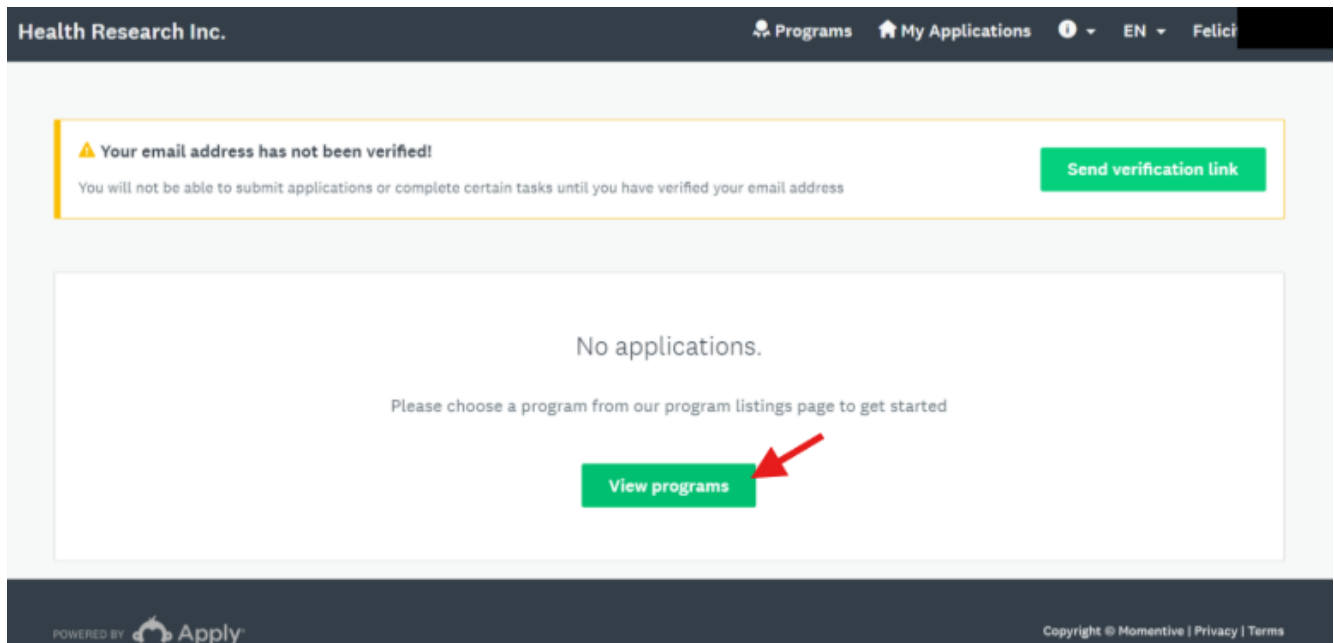 Health Research Inc. Programs My Applications EN Felici
Your email address has not been verified!
You will not be able to submit applications or complete certain tasks until you have verified your email address
Send verification link
No applications.
Please choose a program from our program listings page to get started
View programs
POWERED BY Apply
Copyright © Momentive | Privacy | Terms